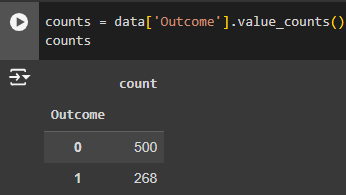 counts = data['Outcome'].value_counts()
counts
count
Outcome
0 500
1 268